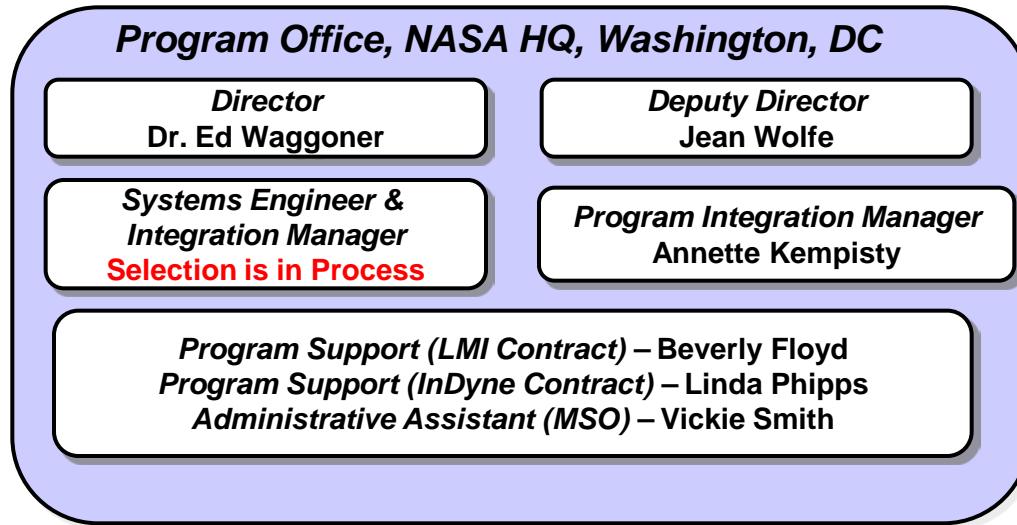 Program Office, NASA HQ, Washington, DC
Director
Dr. Ed Waggoner
Deputy Director
Jean Wolfe
Systems Engineer &
Integration Manager
Selection is in Process
Program Integration Manager
Annette Kempisty
Program Support (LMI Contract) – Beverly Floyd
Program Support (InDyne Contract) – Linda Phipps
Administrative Assistant (MSO) – Vickie Smith